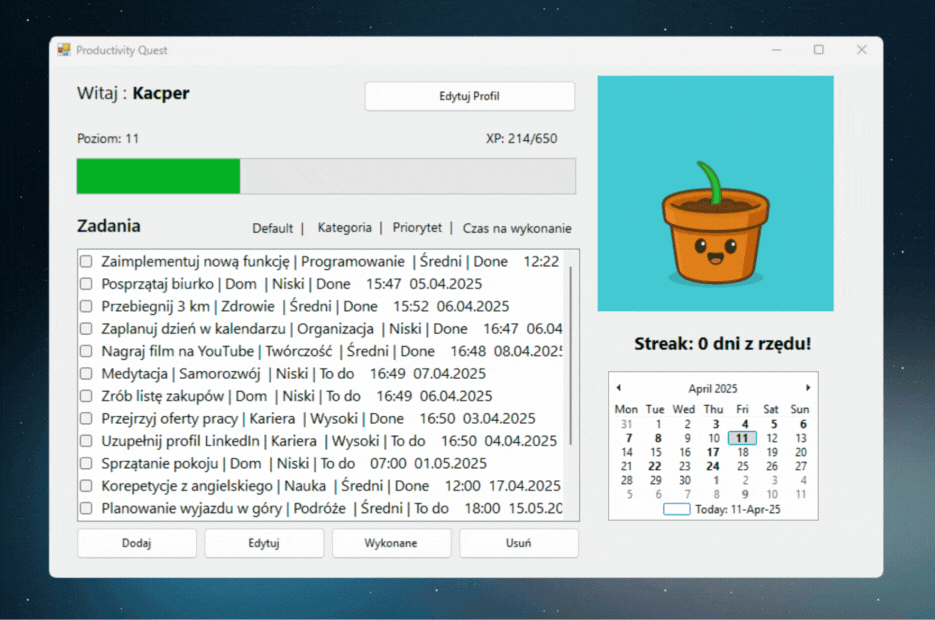 Productivity Quest
Witaj : Kacper
Edytuj Profil
Poziom: 11
XP: 214/650
Zadania
Default | Kategoria | Priorytet | Czas na wykonanie
Zaimplementuj nową funkcję | Programowanie | Średni | Done 12:22
Posprzątaj biurko | Dom | Niski | Done 15:47 05.04.2025
Przebiegnij 3 km | Zdrowie | Średni | Done 15:52 06.04.2025
Zaplanuj dzień w kalendarzu | Organizacja | Niski | Done 16:47 06.04
Nagraj film na YouTube | Twórczość | Średni | Done 16:48 08.04.2025
Medytacja | Samorozwój | Niski | To do 16:49 07.04.2025
Zrób listę zakupów | Dom | Niski | To do 16:49 06.04.2025
Przejrzyj oferty pracy | Kariera | Wysoki | Done 16:50 03.04.2025
Uzupełnij profil LinkedIn | Kariera | Wysoki | To do 16:50 04.04.2025
Sprzątanie pokoju | Dom | Niski | To do 07:00 01.05.2025
Korepetycje z angielskiego | Nauka | Średni | Done 12:00 17.04.2025
Planowanie wyjazdu w góry | Podróże | Średni | To do 18:00 15.05.20
Dodaj
Edytuj
Wykonane
Usuń
Streak: 0 dni z rzędu!
April 2025
Mon Tue Wed Thu Fri Sat Sun
31 1 2 3 4 5 6
7 8 9 10 11 12 13
14 15 16 17 18 19 20
21 22 23 24 25 26 27
28 29 30 1 2 3 4
5 6 7 8 9 10 11
Today: 11-Apr-25